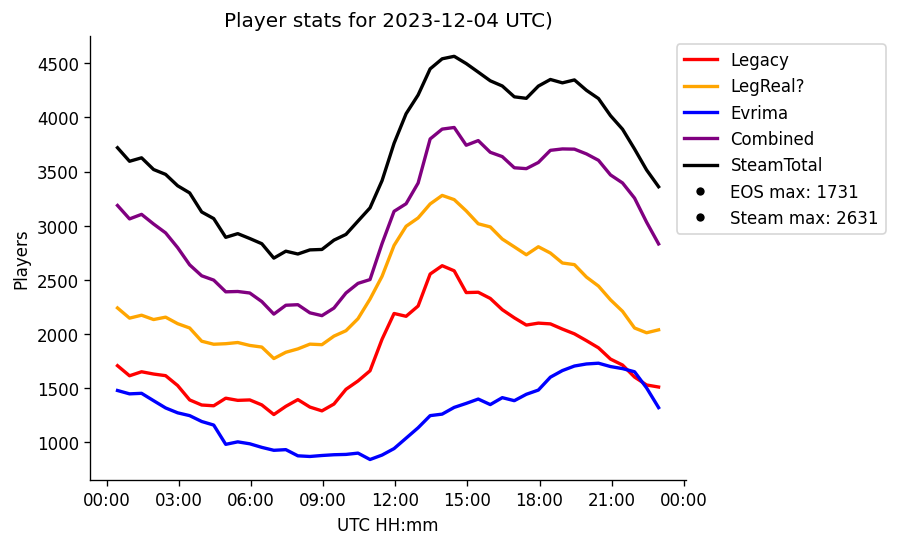 Player stats for 2023-12-04 UTC)
Legacy
LegReal?
Evrima
Combined
SteamTotal
EOS max: 1731
Steam max: 2631
Players
4500
4000
3500
3000
2500
2000
1500
1000
00:00 03:00 06:00 09:00 12:00 15:00 18:00 21:00 00:00
UTC HH:mm